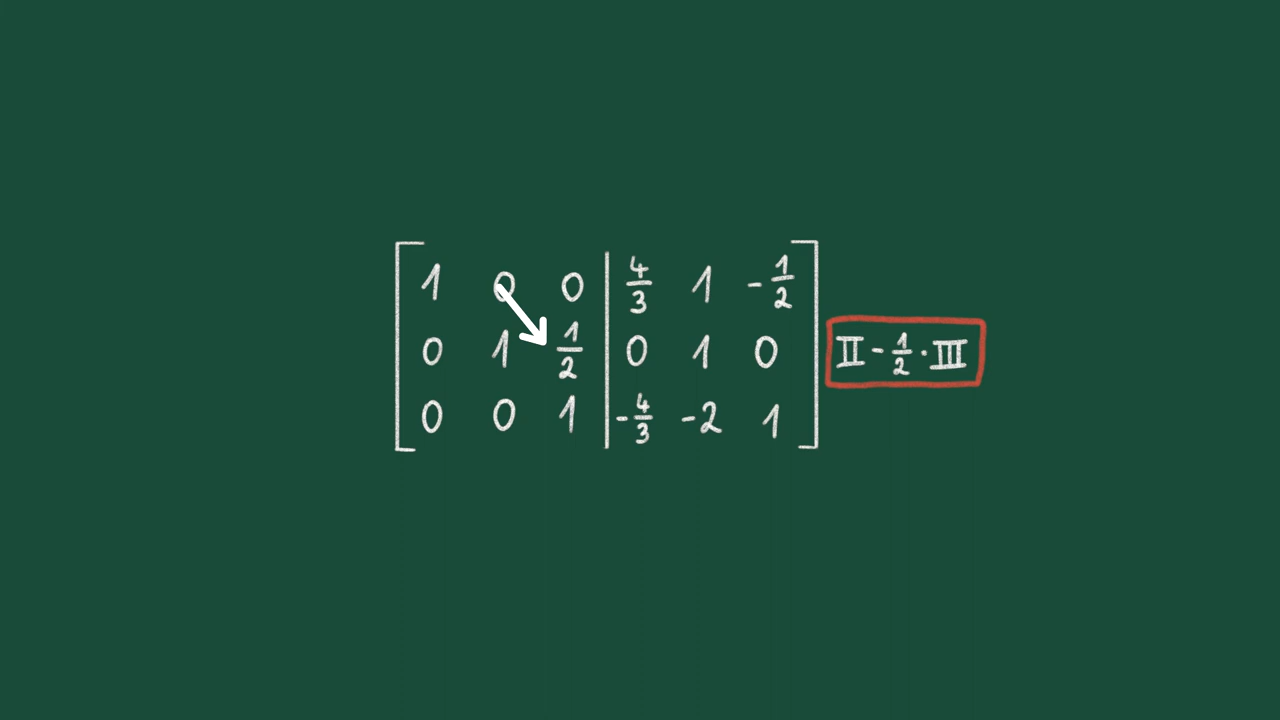 1 0 0 | 4/3 1 -1/2
0 1 1/2 | 0 1 0 II - 1/2 · III
0 0 1 | -4/3 -2 1